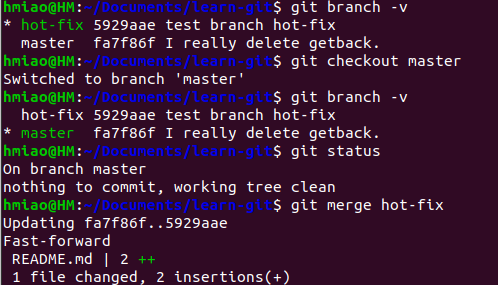 hmiao@HM:~/Documents/learn-git$ git branch -v
* hot-fix 5929aae test branch hot-fix
  master  fa7f86f I really delete getback.
hmiao@HM:~/Documents/learn-git$ git checkout master
Switched to branch 'master'
hmiao@HM:~/Documents/learn-git$ git branch -v
  hot-fix 5929aae test branch hot-fix
* master  fa7f86f I really delete getback.
hmiao@HM:~/Documents/learn-git$ git status
On branch master
nothing to commit, working tree clean
hmiao@HM:~/Documents/learn-git$ git merge hot-fix
Updating fa7f86f..5929aae
Fast-forward
 README.md | 2 ++
 1 file changed, 2 insertions(+)